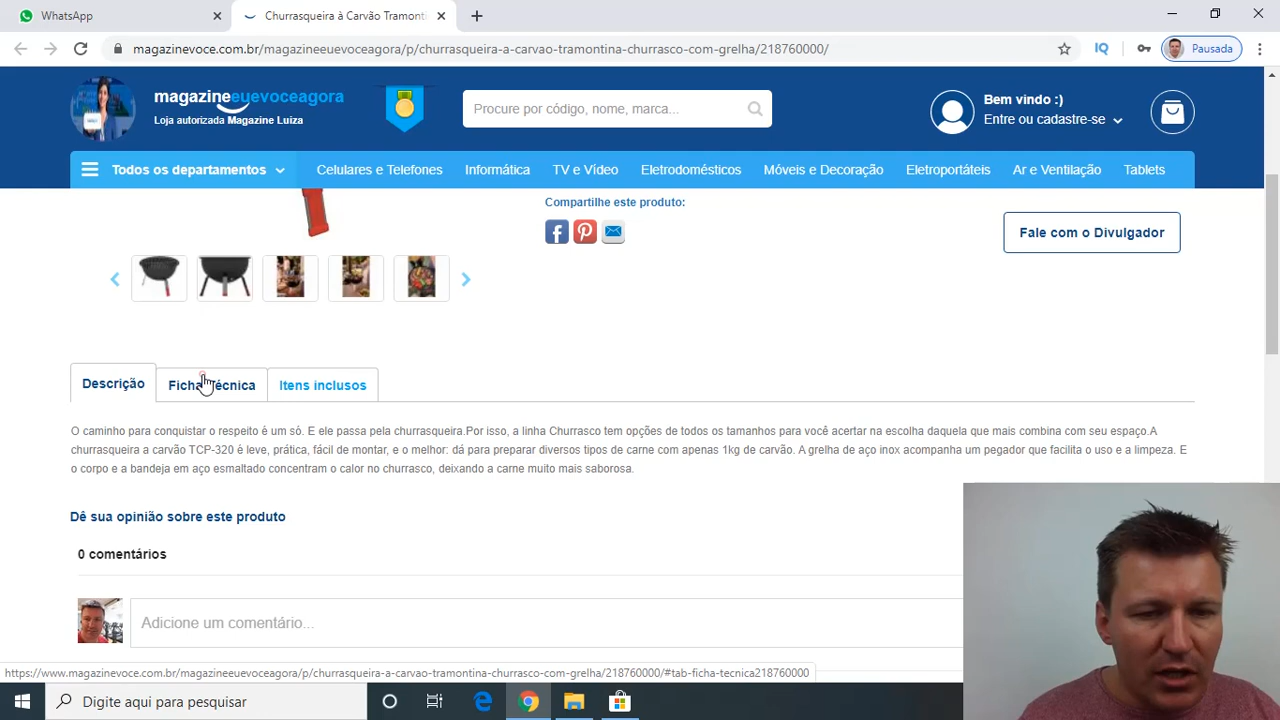 WhatsApp
Churrasqueira à Carvão Tramonti
magazinevoce.com.br/magazineeuevoceagora/p/churrasqueira-a-carvao-tramontina-churrasco-com-grelha/218760000/
IQ
Pausada
magazineeuevoceagora
Loja autorizada Magazine Luiza
Procure por código, nome, marca...
Bem vindo :)
Entre ou cadastre-se
Todos os departamentos
Celulares e Telefones
Informática
TV e Vídeo
Eletrodomésticos
Móveis e Decoração
Eletroportáteis
Ar e Ventilação
Tablets
Compartilhe este produto:
Fale com o Divulgador
Descrição
Ficha Técnica
Itens inclusos
O caminho para conquistar o respeito é um só. E ele passa pela churrasqueira.Por isso, a linha Churrasco tem opções de todos os tamanhos para você acertar na escolha daquela que mais combina com seu espaço.A
churrasqueira a carvão TCP-320 é leve, prática, fácil de montar, e o melhor: dá para preparar diversos tipos de carne com apenas 1kg de carvão. A grelha de aço inox acompanha um pegador que facilita o uso e a limpeza. E
o corpo e a bandeja em aço esmaltado concentram o calor no churrasco, deixando a carne muito mais saborosa.
Dê sua opinião sobre este produto
0 comentários
Adicione um comentário...
https://www.magazinevoce.com.br/magazineeuevoceagora/p/churrasqueira-a-carvao-tramontina-churrasco-com-grelha/218760000/#tab-ficha-tecnica218760000
Digite aqui para pesquisar